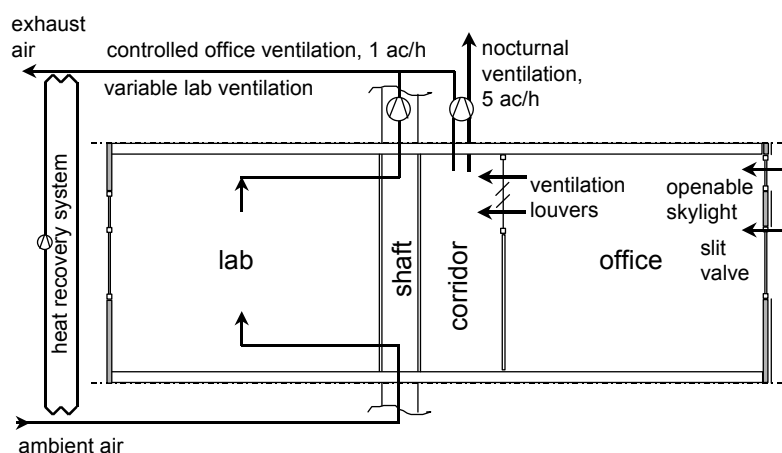 exhaust
air
controlled office ventilation, 1 ac/h
variable lab ventilation
nocturnal
ventilation,
5 ac/h
heat recovery system
lab
shaft
corridor
ventilation
louvers
office
openable
skylight
slit
valve
ambient air